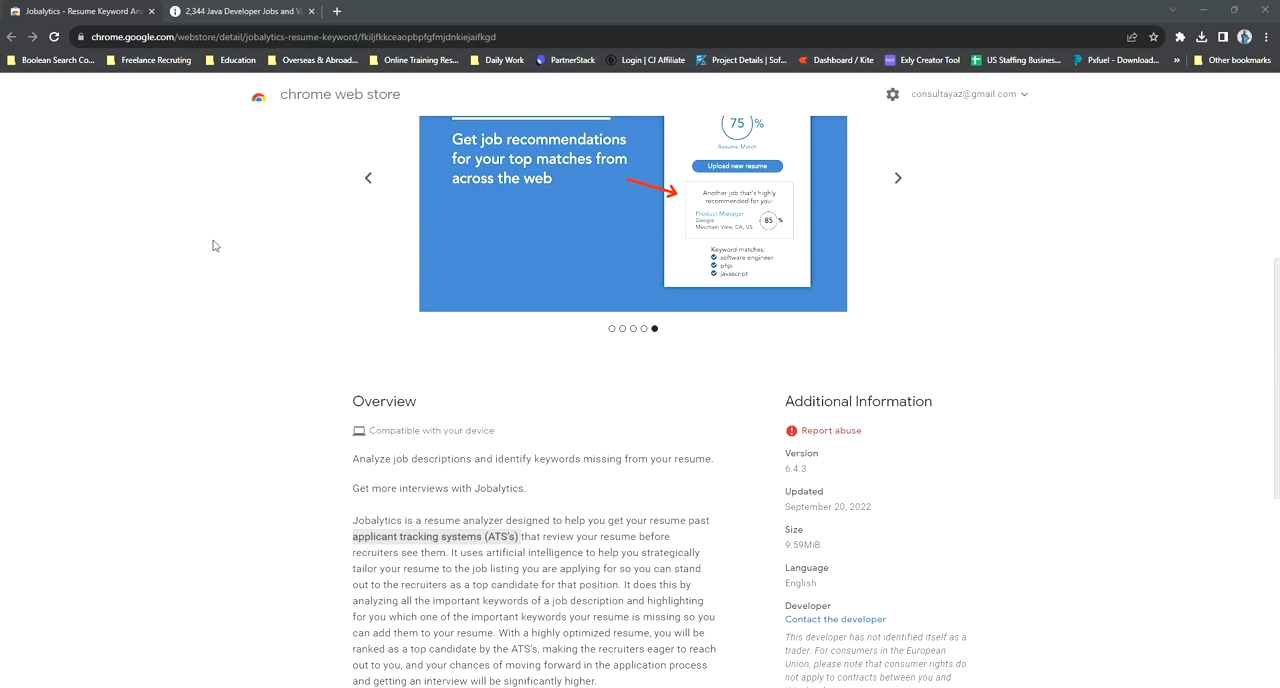 Jobalytics - Resume Keyword An
2,344 Java Developer Jobs and V
chrome.google.com/webstore/detail/jobalytics-resume-keyword/fkiljfkkceaopbpfgfmjdnkiejaifkgd
Boolean Search Co...
Freelance Recruting
Education
Overseas & Abroad...
Online Training Res...
Daily Work
PartnerStack
Login | CJ Affiliate
Project Details | Sof...
Dashboard / Kite
Exly Creator Tool
US Staffing Busines...
Pxfuel - Download...
»
Other bookmarks
chrome web store
consultayaz@gmail.com
Get job recommendations
for your top matches from
across the web
75 %
Resume Match
Upload new resume
Another job that's highly
recommended for you:
Product Manager
Google
Mountain View, CA, US
85 %
Keyword matches:
software engineer
php
javascript
Overview
Compatible with your device
Analyze job descriptions and identify keywords missing from your resume.
Get more interviews with Jobalytics.
Jobalytics is a resume analyzer designed to help you get your resume past
applicant tracking systems (ATS's) that review your resume before
recruiters see them. It uses artificial intelligence to help you strategically
tailor your resume to the job listing you are applying for so you can stand
out to the recruiters as a top candidate for that position. It does this by
analyzing all the important keywords of a job description and highlighting
for you which one of the important keywords your resume is missing so you
can add them to your resume. With a highly optimized resume, you will be
ranked as a top candidate by the ATS's, making the recruiters eager to reach
out to you, and your chances of moving forward in the application process
and getting an interview will be significantly higher.
Additional Information
Report abuse
Version
6.4.3
Updated
September 20, 2022
Size
9.59MiB
Language
English
Developer
Contact the developer
This developer has not identified itself as a
trader. For consumers in the European
Union, please note that consumer rights do
not apply to contracts between you and